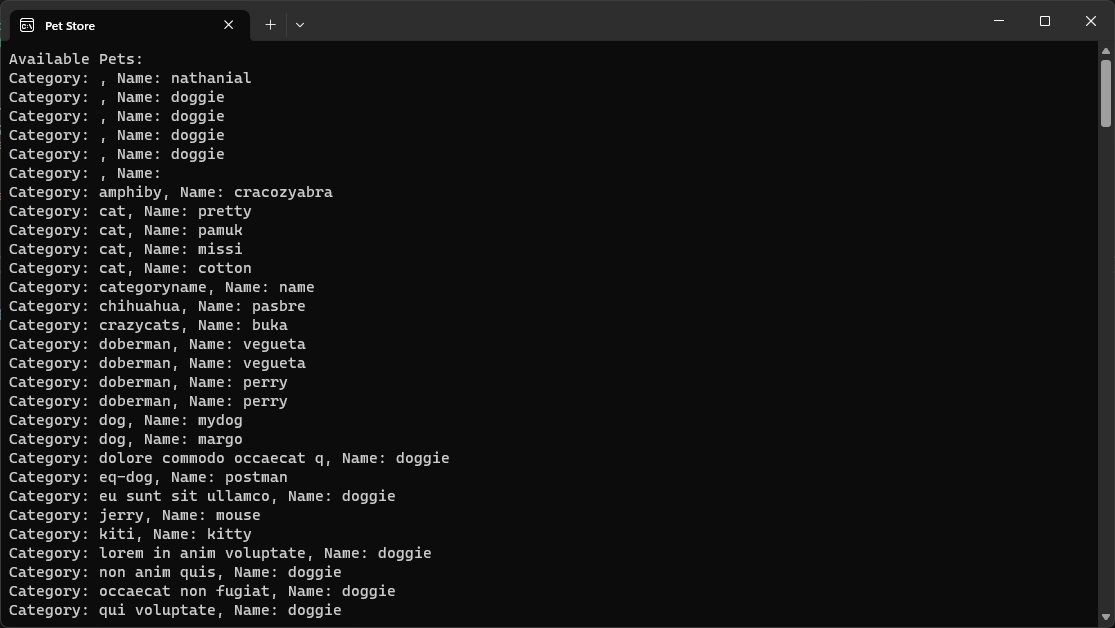 Pet Store
Available Pets:
Category: , Name: nathanial
Category: , Name: doggie
Category: , Name: doggie
Category: , Name: doggie
Category: , Name: doggie
Category: , Name:
Category: amphiby, Name: cracozyabra
Category: cat, Name: pretty
Category: cat, Name: pamuk
Category: cat, Name: missi
Category: cat, Name: cotton
Category: categoryname, Name: name
Category: chihuahua, Name: pasbre
Category: crazycats, Name: buka
Category: doberman, Name: vegueta
Category: doberman, Name: vegueta
Category: doberman, Name: perry
Category: doberman, Name: perry
Category: dog, Name: mydog
Category: dog, Name: margo
Category: dolore commodo occaecat q, Name: doggie
Category: eq-dog, Name: postman
Category: eu sunt sit ullamco, Name: doggie
Category: jerry, Name: mouse
Category: kiti, Name: kitty
Category: lorem in anim voluptate, Name: doggie
Category: non anim quis, Name: doggie
Category: occaecat non fugiat, Name: doggie
Category: qui voluptate, Name: doggie